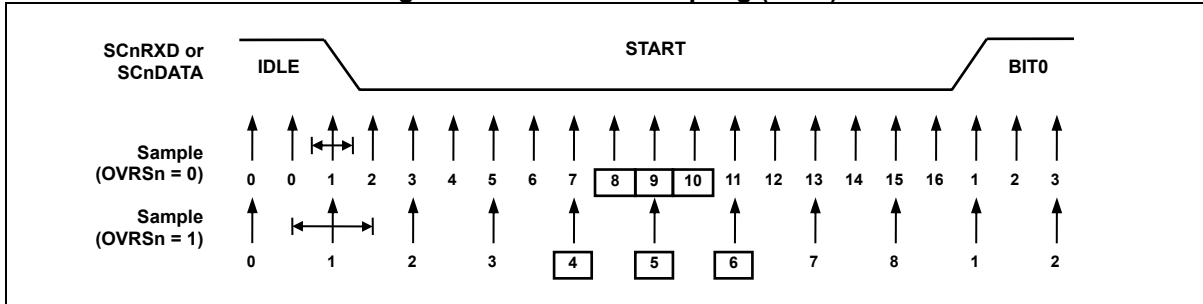 SCnRXD or
SCnDATA
IDLE
START
BIT0
Sample
(OVRSn = 0)
0 0 1 2 3 4 5 6 7 8 9 10 11 12 13 14 15 16 1 2 3
Sample
(OVRSn = 1)
0 1 2 3 4 5 6 7 8 1 2